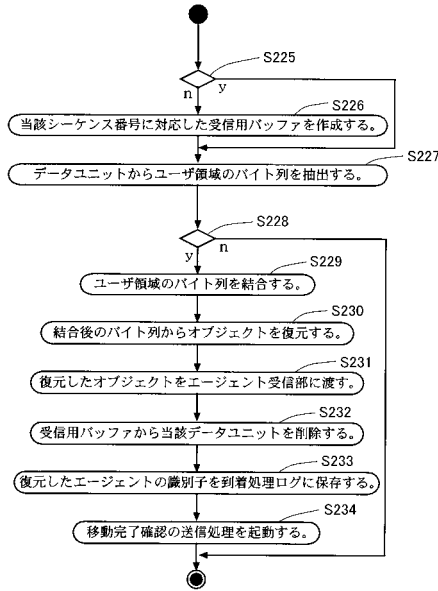 S225
n
y
S226
当該シーケンス番号に対応した受信用バッファを作成する。
S227
データユニットからユーザ領域のバイト列を抽出する。
S228
y
n
S229
ユーザ領域のバイト列を結合する。
S230
結合後のバイト列からオブジェクトを復元する。
S231
復元したオブジェクトをエージェント受信部に渡す。
S232
受信用バッファから当該データユニットを削除する。
S233
復元したエージェントの識別子を到着処理ログに保存する。
S234
移動完了確認の送信処理を起動する。